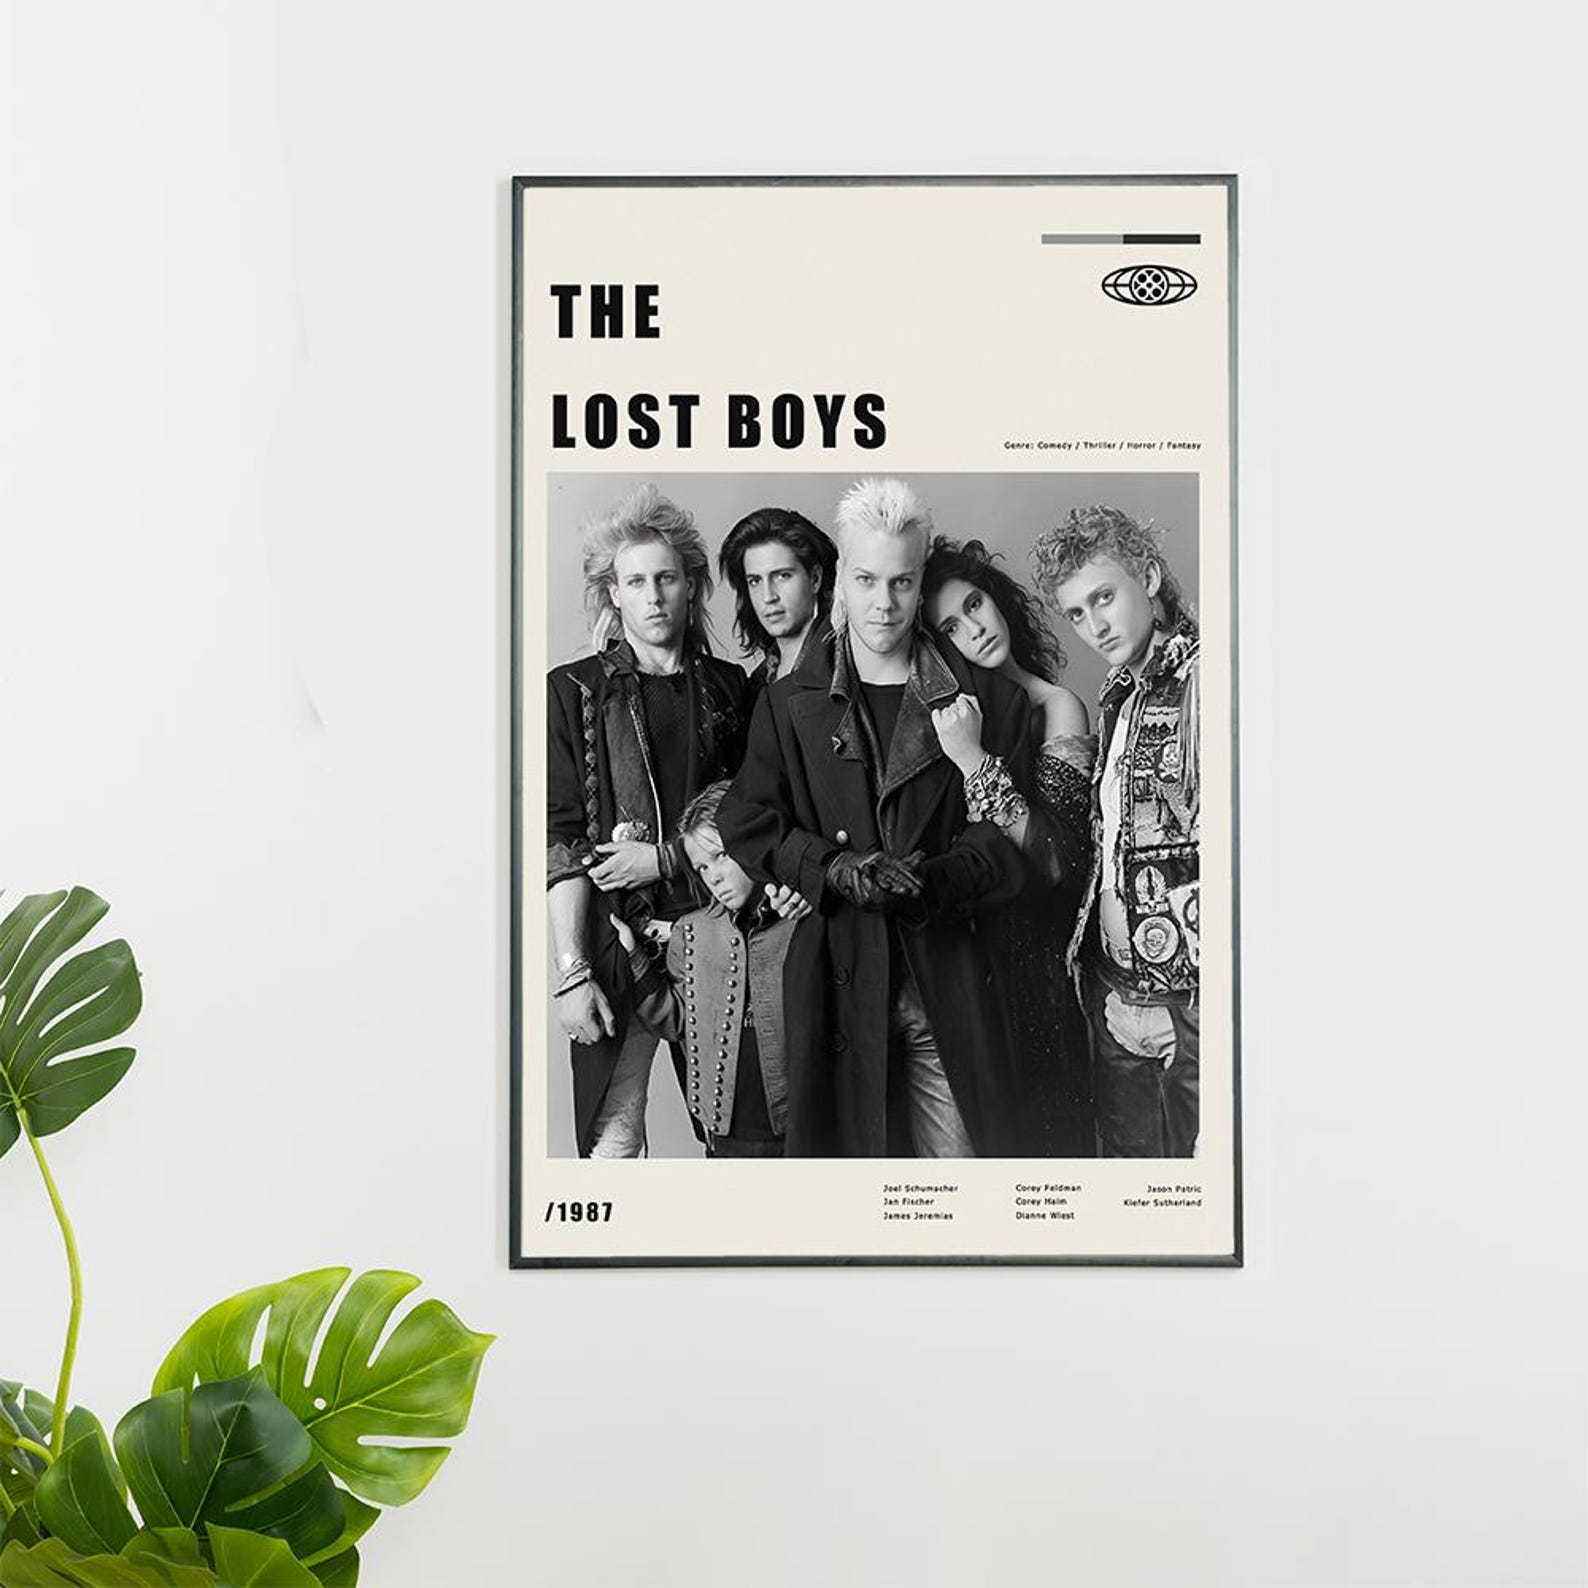 THE
LOST BOYS
Genre: Comedy / Thriller / Horror / Fantasy
/1987
Joel Schumacher
Jan Fischer
James Jeremias
Corey Feldman
Corey Haim
Dianne Wiest
Jason Patric
Kiefer Sutherland